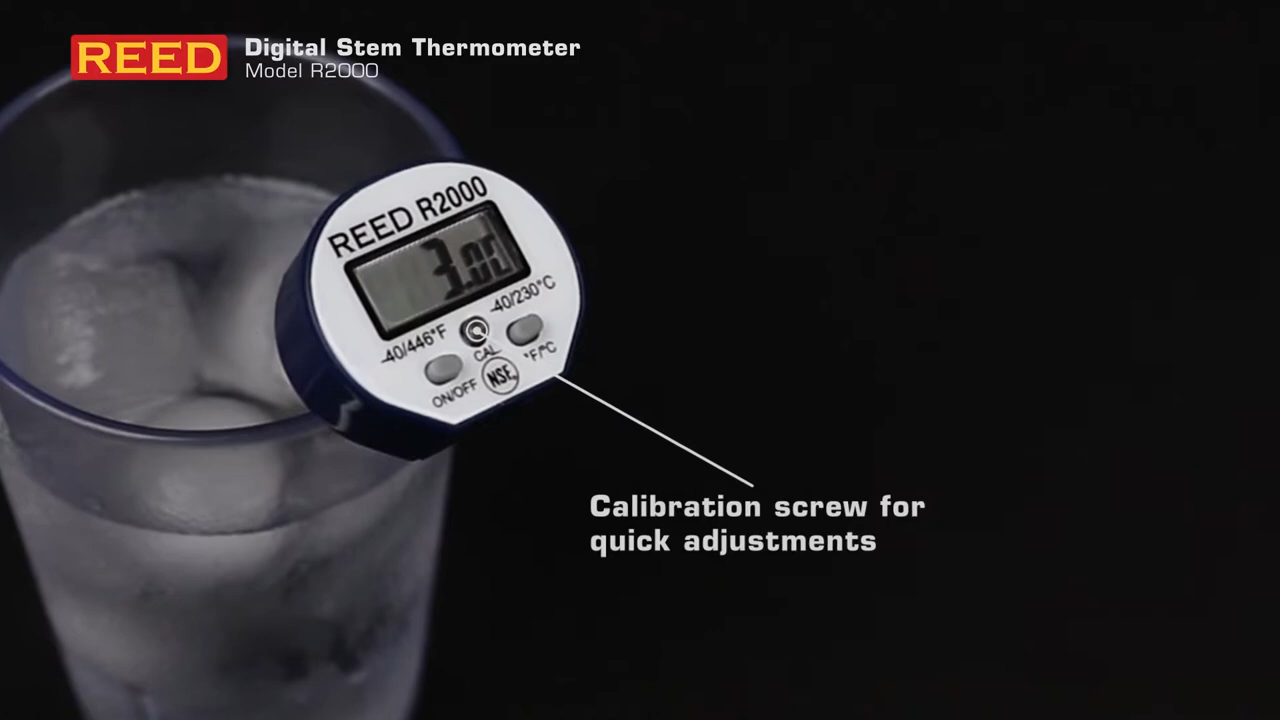 REED
Digital Stem Thermometer
Model R2000
REED R2000
-40/446°F
-40/230°C
CAL
ON/OFF
°F/°C
NSF
Calibration screw for
quick adjustments